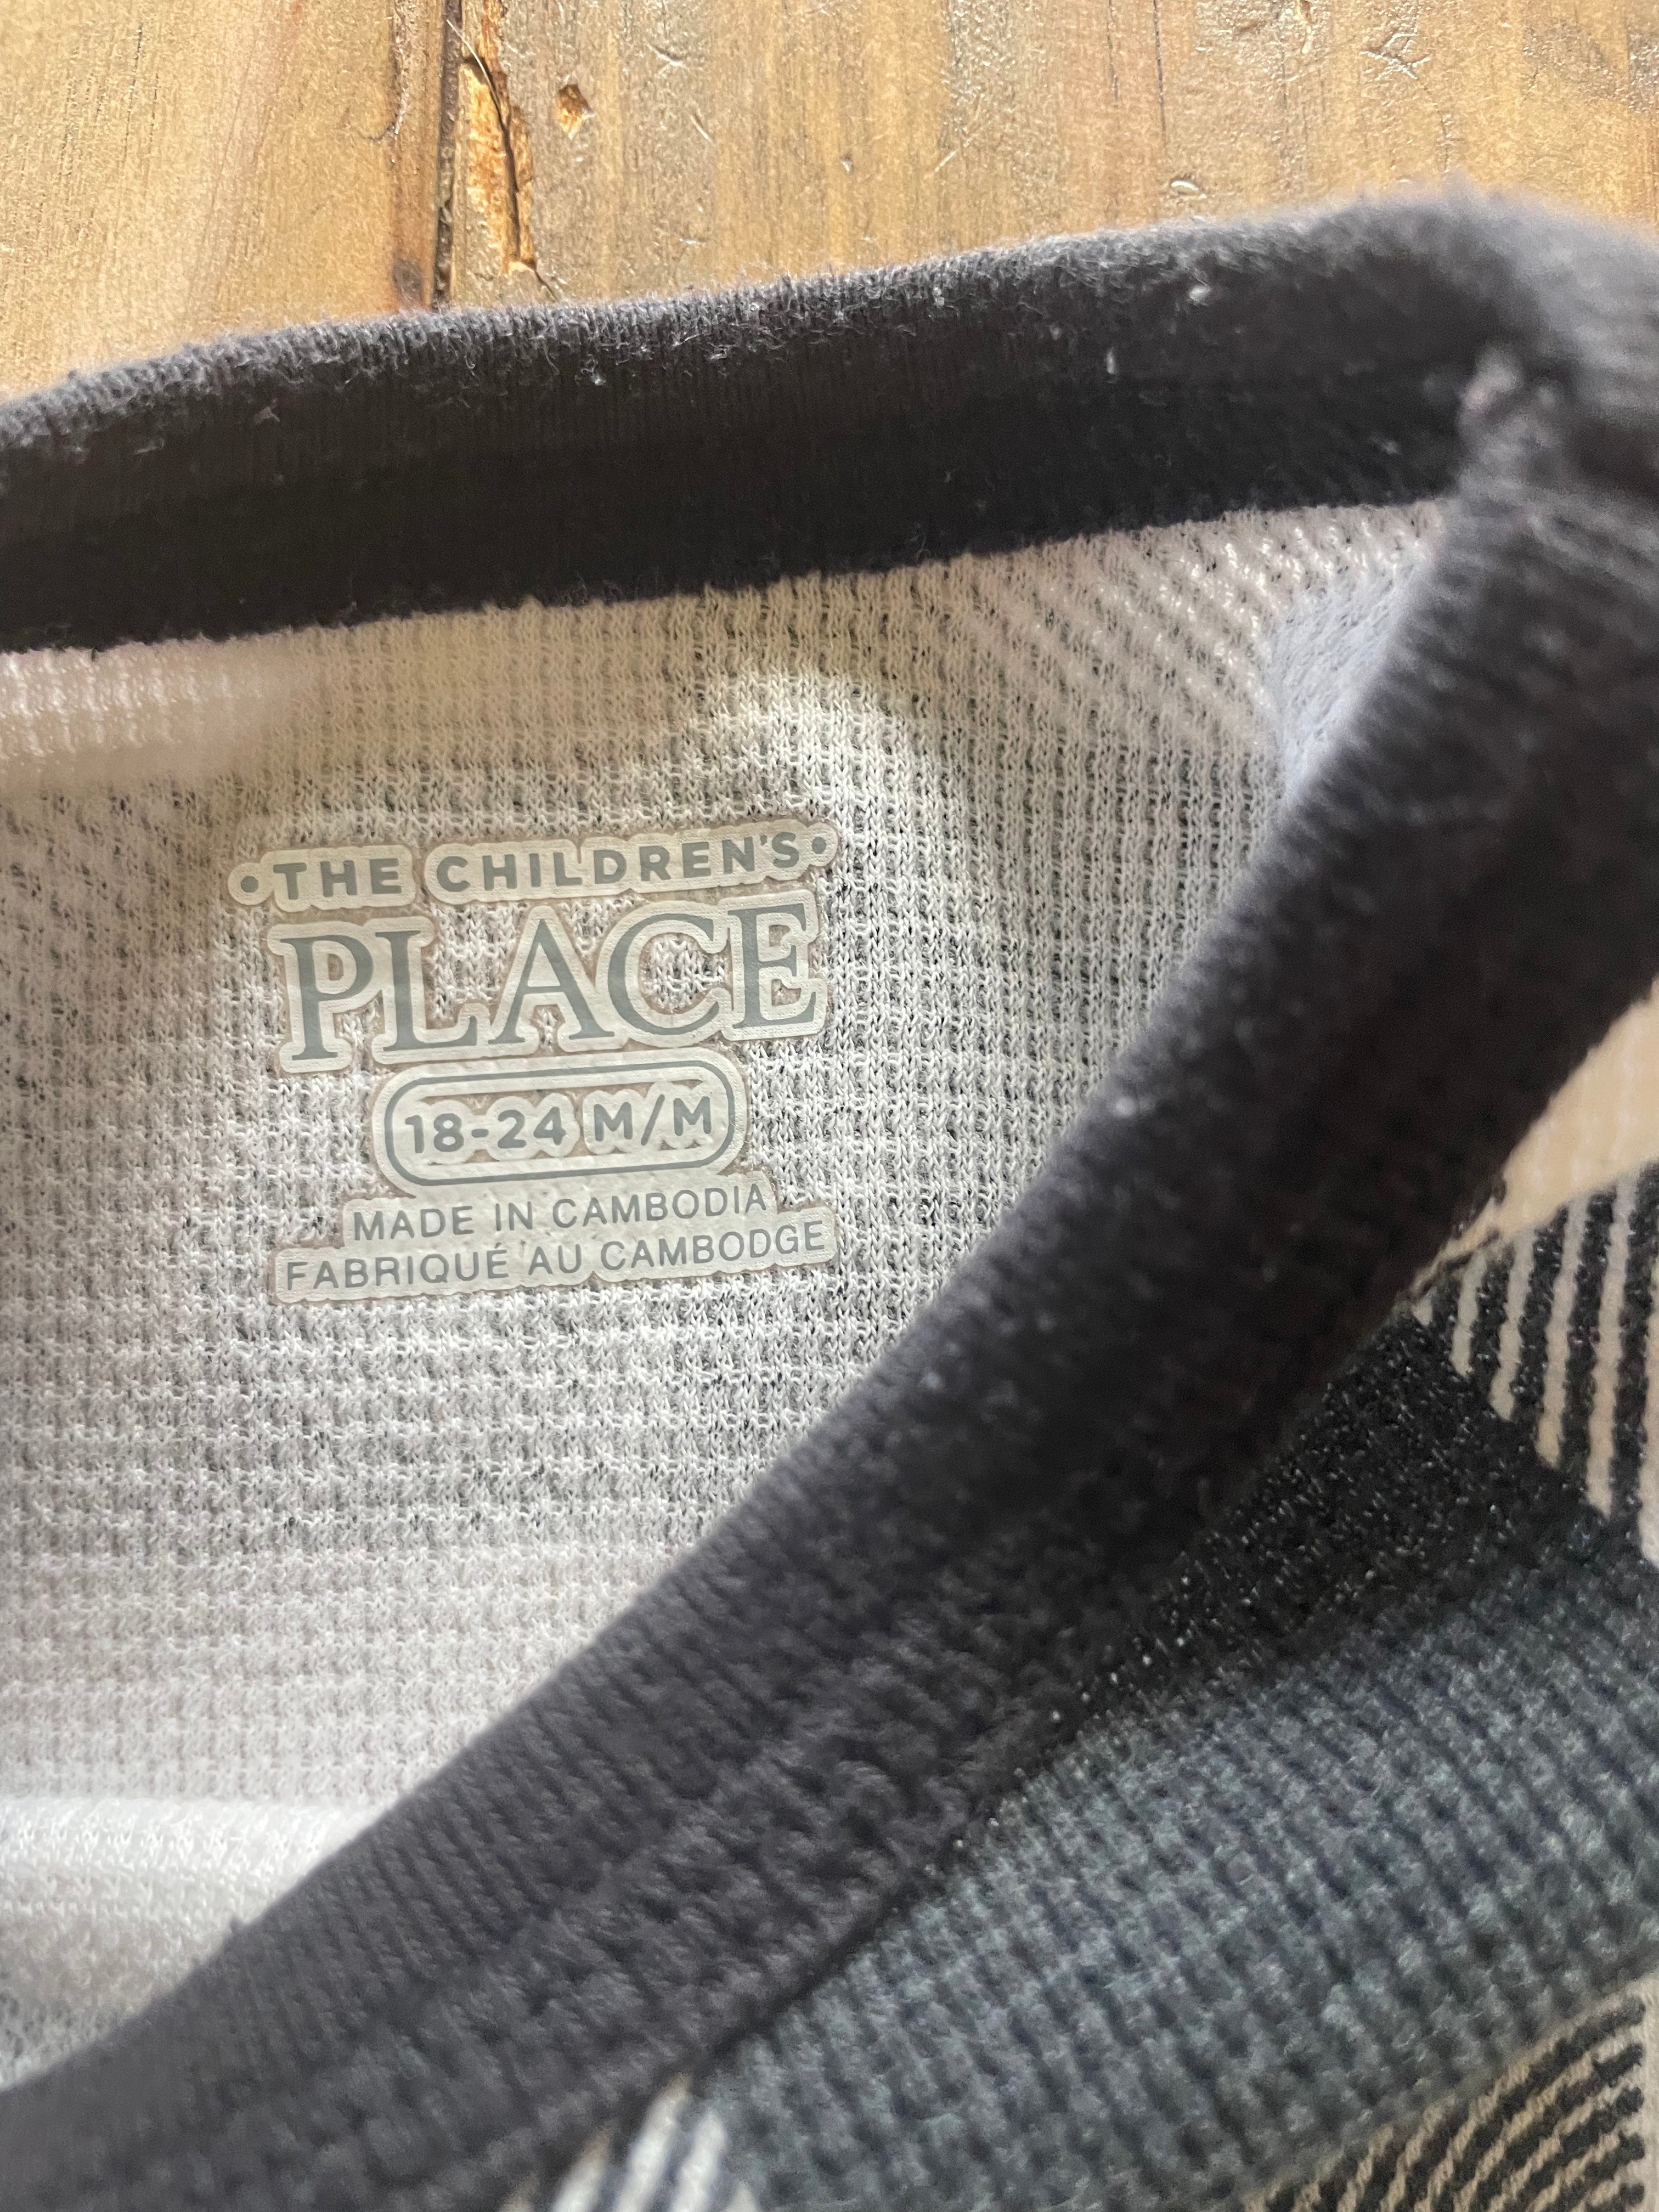 •THE CHILDREN'S•
PLACE
18-24 M/M
MADE IN CAMBODIA
FABRIQUÉ AU CAMBODGE